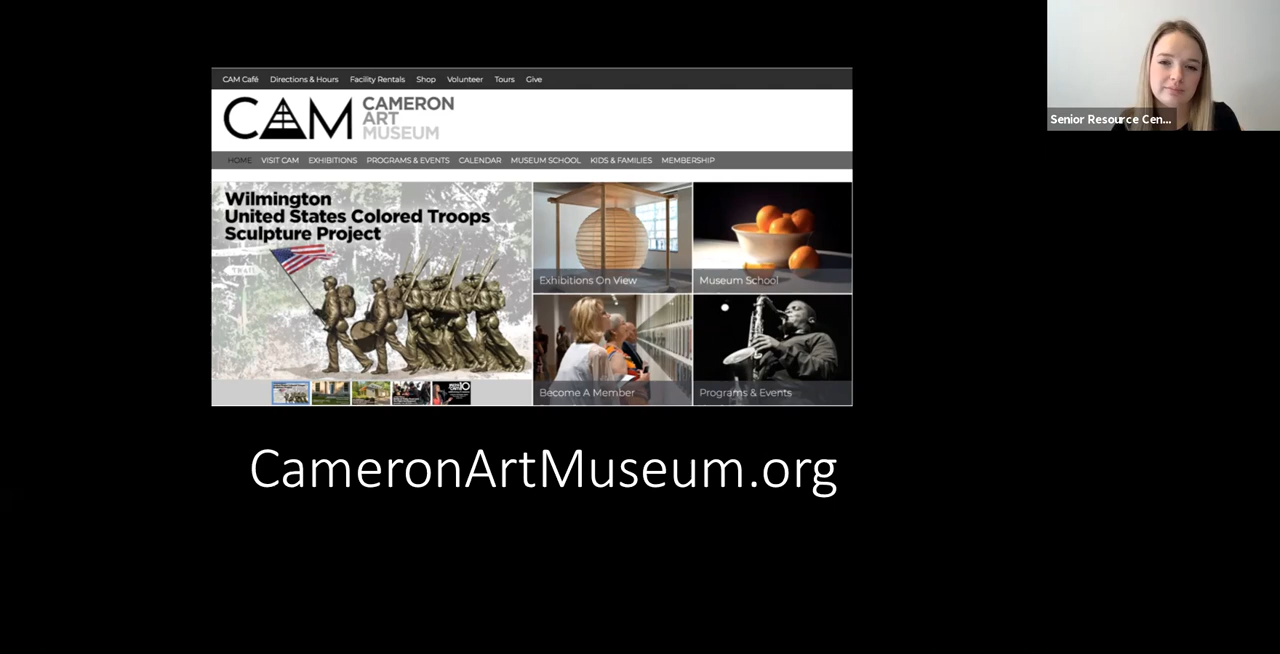 CAM Café Directions & Hours Facility Rentals Shop Volunteer Tours Give
CAM CAMERON
ART
MUSEUM
HOME VISIT CAM EXHIBITIONS PROGRAMS & EVENTS CALENDAR MUSEUM SCHOOL KIDS & FAMILIES MEMBERSHIP
Wilmington
United States Colored Troops
Sculpture Project
TRAIL
Exhibitions On View
Museum School
Become A Member
Programs & Events
CameronArtMuseum.org
Senior Resource Cen...